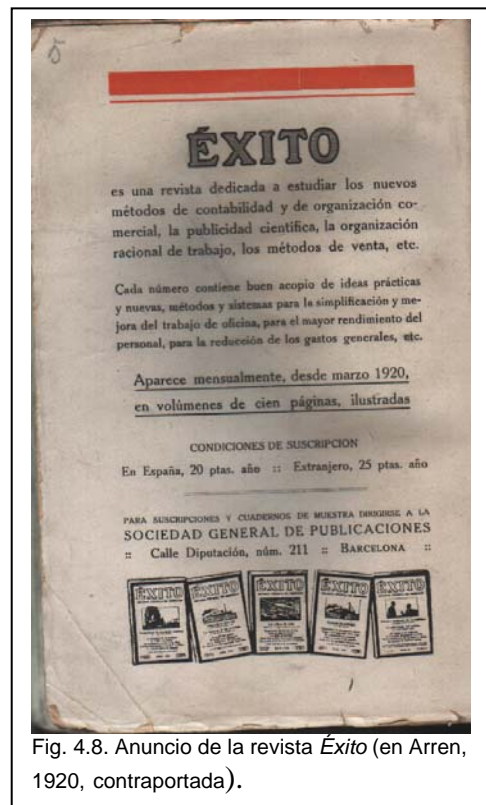 5
ÉXITO
es una revista dedicada a estudiar los nuevos
métodos de contabilidad y de organización co-
mercial, la publicidad científica, la organización
racional de trabajo, los métodos de venta, etc.
Cada número contiene buen acopio de ideas prácticas
y nuevas, métodos y sistemas para la simplificación y me-
jora del trabajo de oficina, para el mayor rendimiento del
personal, para la reducción de los gastos generales, etc.
Aparece mensualmente, desde marzo 1920,
en volúmenes de cien páginas, ilustradas
CONDICIONES DE SUSCRIPCION
En España, 20 ptas. año :: Extranjero, 25 ptas. año
PARA SUSCRIPCIONES Y CUADERNOS DE MUESTRA DIRIGIRSE A LA
SOCIEDAD GENERAL DE PUBLICACIONES
:: Calle Diputación, núm. 211 :: BARCELONA ::
ÉXITO ÉXITO ÉXITO ÉXITO ÉXITO
Fig. 4.8. Anuncio de la revista Éxito (en Arren,
1920, contraportada).